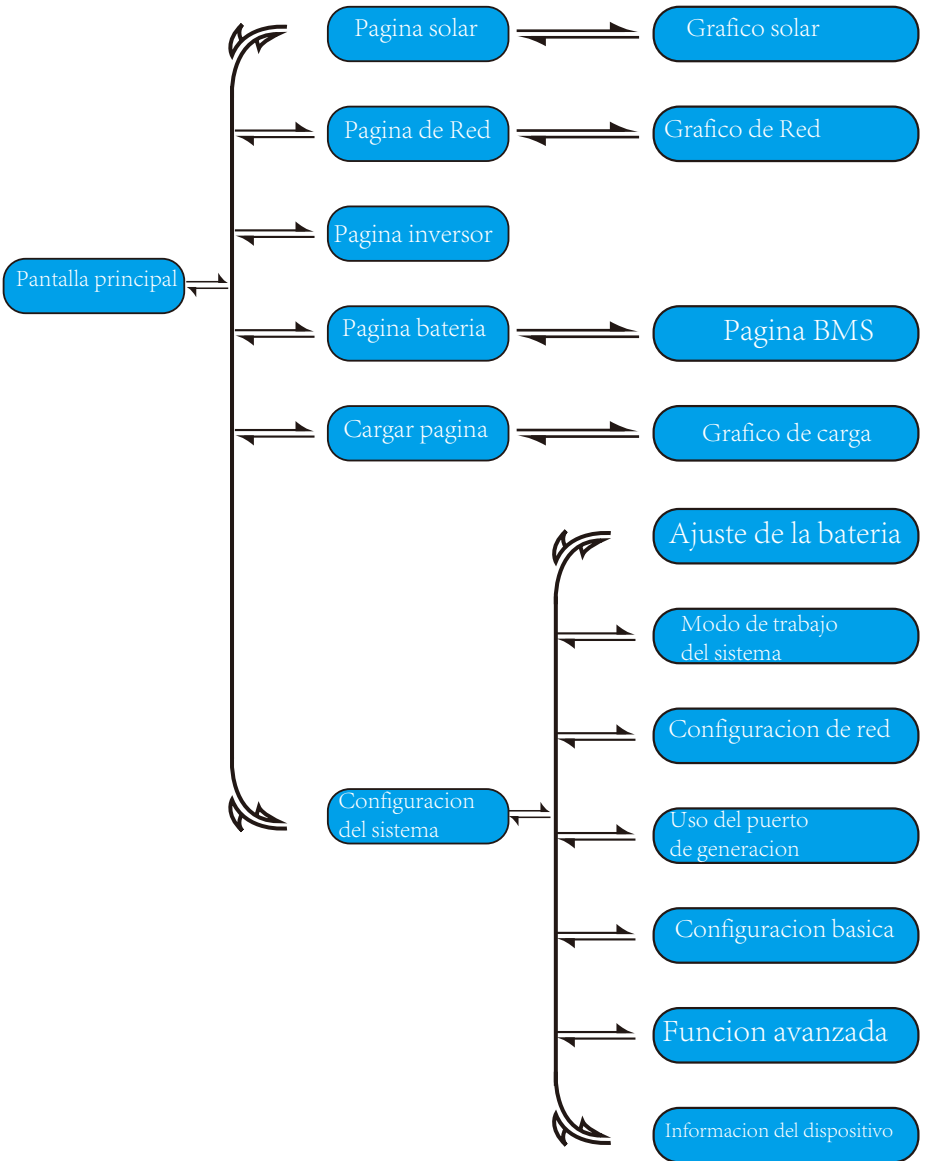 Pagina solar
Grafico solar
Pagina de Red
Grafico de Red
Pagina inversor
Pantalla principal
Pagina bateria
Pagina BMS
Cargar pagina
Grafico de carga
Ajuste de la bateria
Modo de trabajo
del sistema
Configuracion de red
Configuracion
del sistema
Uso del puerto
de generacion
Configuracion basica
Funcion avanzada
Informacion del dispositivo